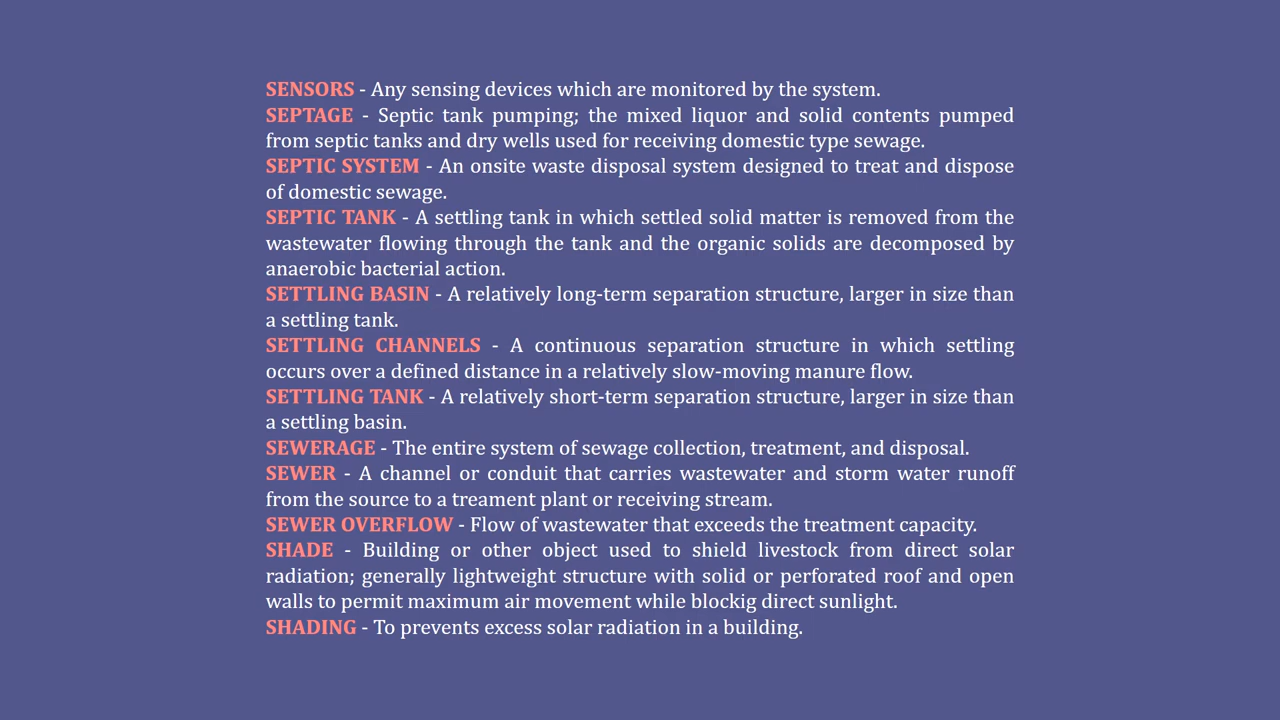 SENSORS - Any sensing devices which are monitored by the system.
SEPTAGE - Septic tank pumping; the mixed liquor and solid contents pumped
from septic tanks and dry wells used for receiving domestic type sewage.
SEPTIC SYSTEM - An onsite waste disposal system designed to treat and dispose
of domestic sewage.
SEPTIC TANK - A settling tank in which settled solid matter is removed from the
wastewater flowing through the tank and the organic solids are decomposed by
anaerobic bacterial action.
SETTLING BASIN - A relatively long-term separation structure, larger in size than
a settling tank.
SETTLING CHANNELS - A continuous separation structure in which settling
occurs over a defined distance in a relatively slow-moving manure flow.
SETTLING TANK - A relatively short-term separation structure, larger in size than
a settling basin.
SEWERAGE - The entire system of sewage collection, treatment, and disposal.
SEWER - A channel or conduit that carries wastewater and storm water runoff
from the source to a treament plant or receiving stream.
SEWER OVERFLOW - Flow of wastewater that exceeds the treatment capacity.
SHADE - Building or other object used to shield livestock from direct solar
radiation; generally lightweight structure with solid or perforated roof and open
walls to permit maximum air movement while blockig direct sunlight.
SHADING - To prevents excess solar radiation in a building.